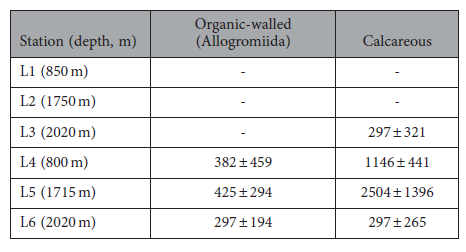 Station (depth, m) Organic-walled (Allogromiida) Calcareous
L1 (850 m) - -
L2 (1750 m) - -
L3 (2020 m) - 297 ± 321
L4 (800 m) 382 ± 459 1146 ± 441
L5 (1715 m) 425 ± 294 2504 ± 1396
L6 (2020 m) 297 ± 194 297 ± 265